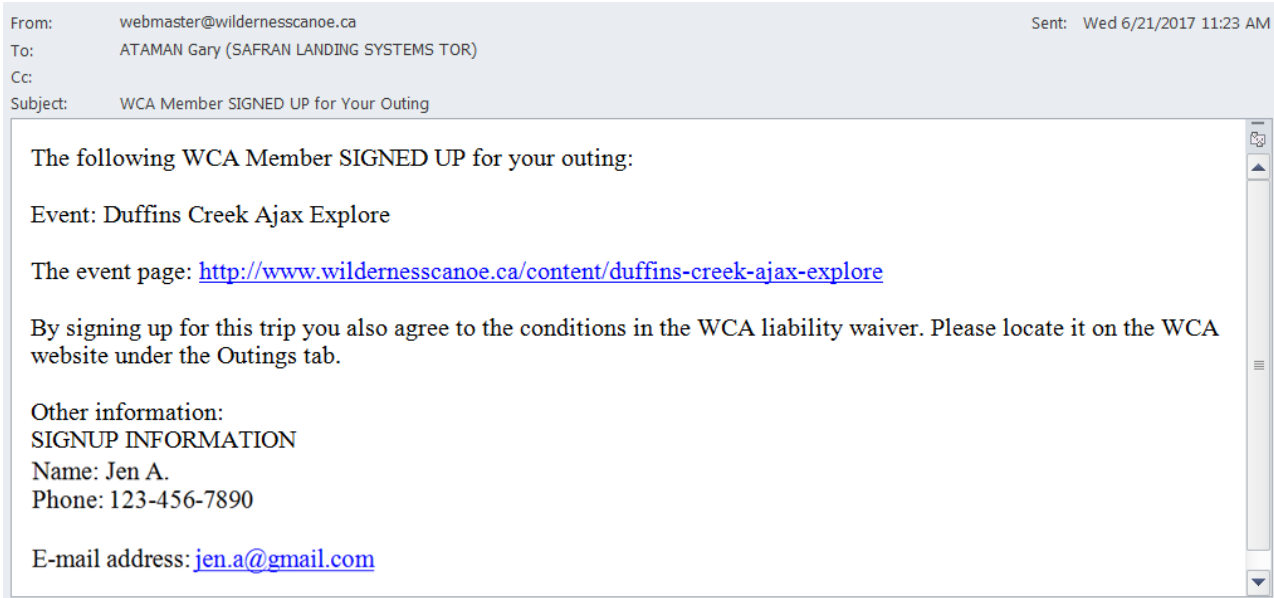 From: webmaster@wildernesscanoe.ca Sent: Wed 6/21/2017 11:23 AM
To: ATAMAN Gary (SAFRAN LANDING SYSTEMS TOR)
Cc:
Subject: WCA Member SIGNED UP for Your Outing
The following WCA Member SIGNED UP for your outing:
Event: Duffins Creek Ajax Explore
The event page: http://www.wildernesscanoe.ca/content/duffins-creek-ajax-explore
By signing up for this trip you also agree to the conditions in the WCA liability waiver. Please locate it on the WCA
website under the Outings tab.
Other information:
SIGNUP INFORMATION
Name: Jen A.
Phone: 123-456-7890
E-mail address: jen.a@gmail.com